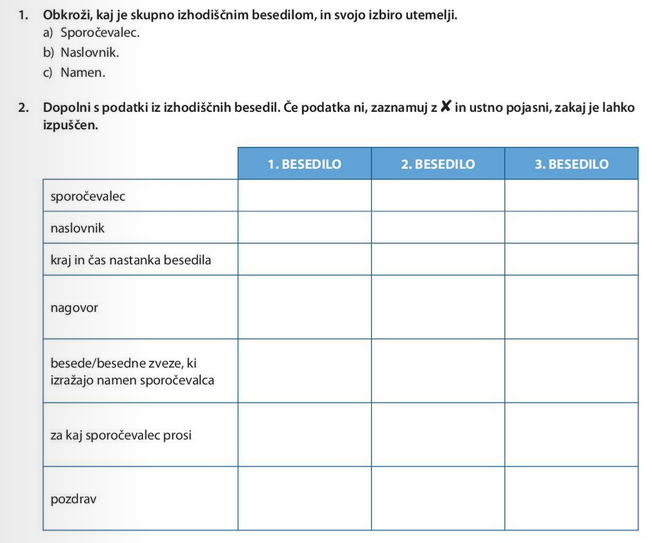 1. Obkroži, kaj je skupno izhodiščnim besedilom, in svojo izbiro utemelji.
a) Sporočevalec.
b) Naslovnik.
c) Namen.
2. Dopolni s podatki iz izhodiščnih besedil. Če podatka ni, zaznamuj z ✘ in ustno pojasni, zakaj je lahko
izpuščen.
1. BESEDILO 2. BESEDILO 3. BESEDILO
sporočevalec
naslovnik
kraj in čas nastanka besedila
nagovor
besede/besedne zveze, ki
izražajo namen sporočevalca
za kaj sporočevalec prosi
pozdrav